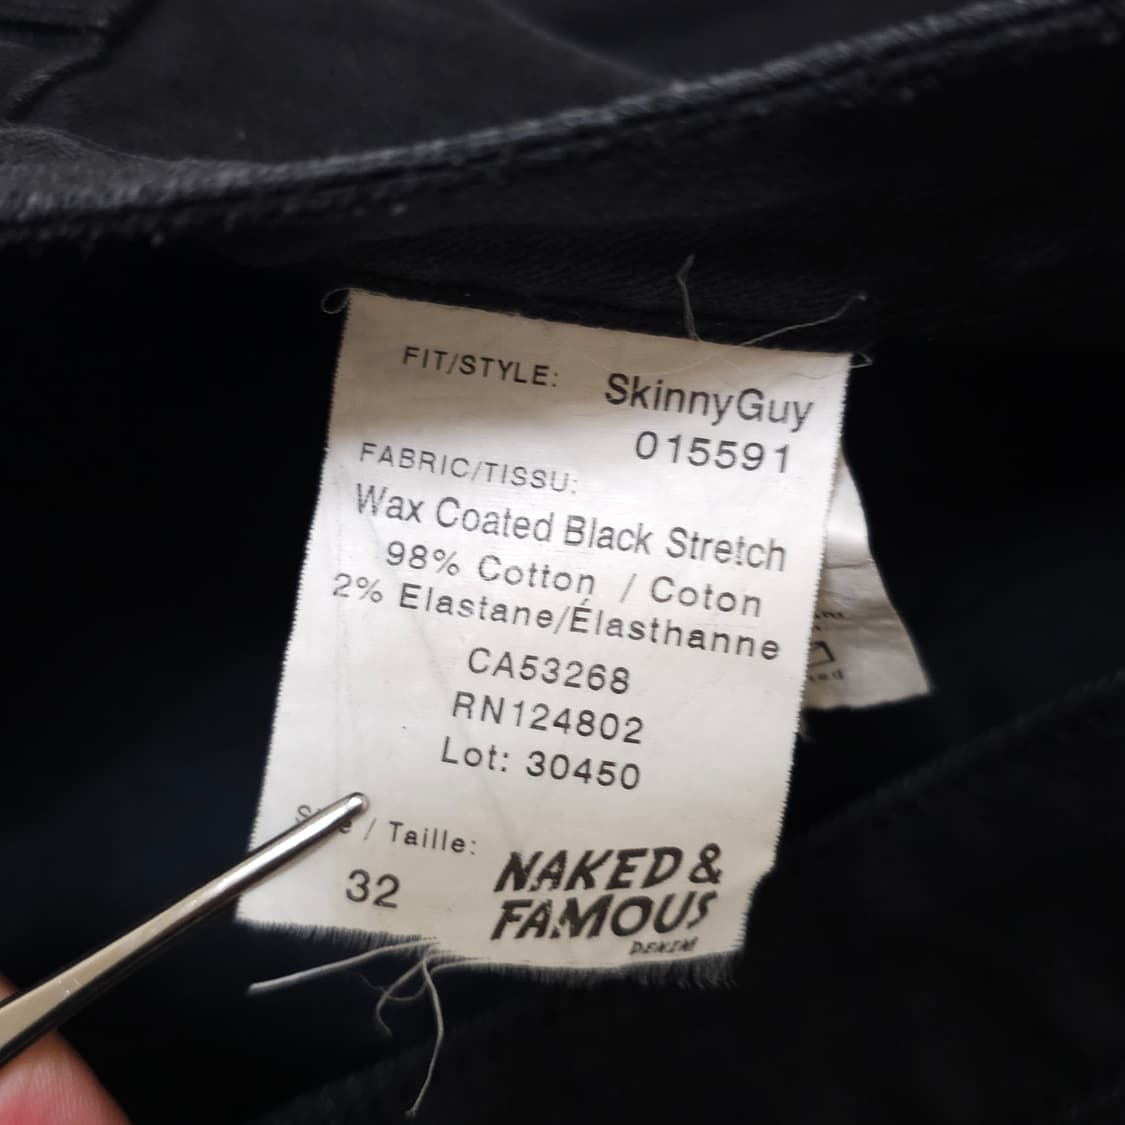 FIT/STYLE: SkinnyGuy
015591
FABRIC/TISSU:
Wax Coated Black Stretch
98% Cotton / Coton
2% Elastane/Élasthanne
CA53268
RN124802
Lot: 30450
/ Taille:
32
NAKED &
FAMOUS
DENIM